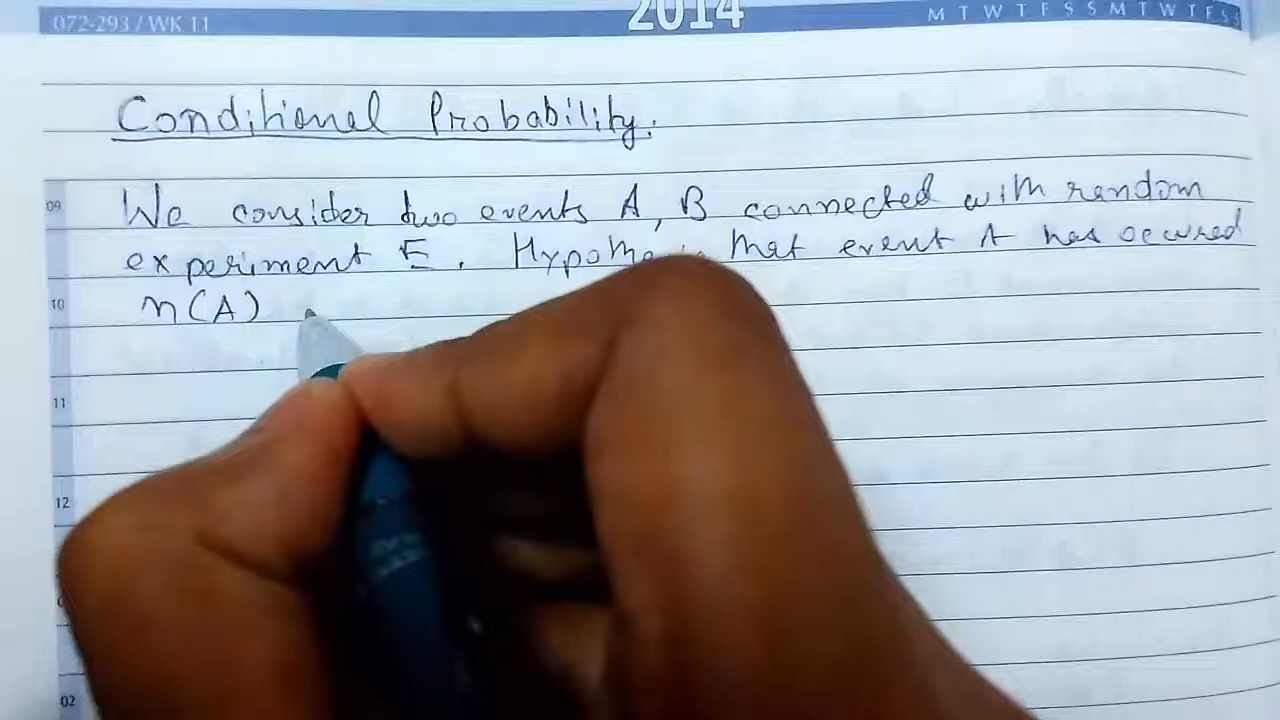 072-293 / WK 11
2014
M T W T F S S M T W T F S
Conditional Probability.
09
We consider two events A, B connected with random
experiment E. that event A has occured
10
n(A)
11
12
02